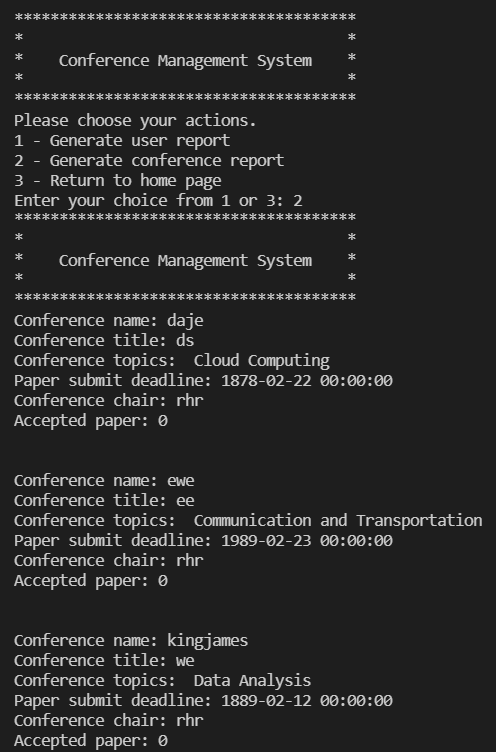 **************************************
*                                    *
*    Conference Management System    *
*                                    *
**************************************
Please choose your actions.
1 - Generate user report
2 - Generate conference report
3 - Return to home page
Enter your choice from 1 or 3: 2
**************************************
*                                    *
*    Conference Management System    *
*                                    *
**************************************
Conference name: daje
Conference title: ds
Conference topics:  Cloud Computing
Paper submit deadline: 1878-02-22 00:00:00
Conference chair: rhr
Accepted paper: 0
Conference name: ewe
Conference title: ee
Conference topics:  Communication and Transportation
Paper submit deadline: 1989-02-23 00:00:00
Conference chair: rhr
Accepted paper: 0
Conference name: kingjames
Conference title: we
Conference topics:  Data Analysis
Paper submit deadline: 1889-02-12 00:00:00
Conference chair: rhr
Accepted paper: 0